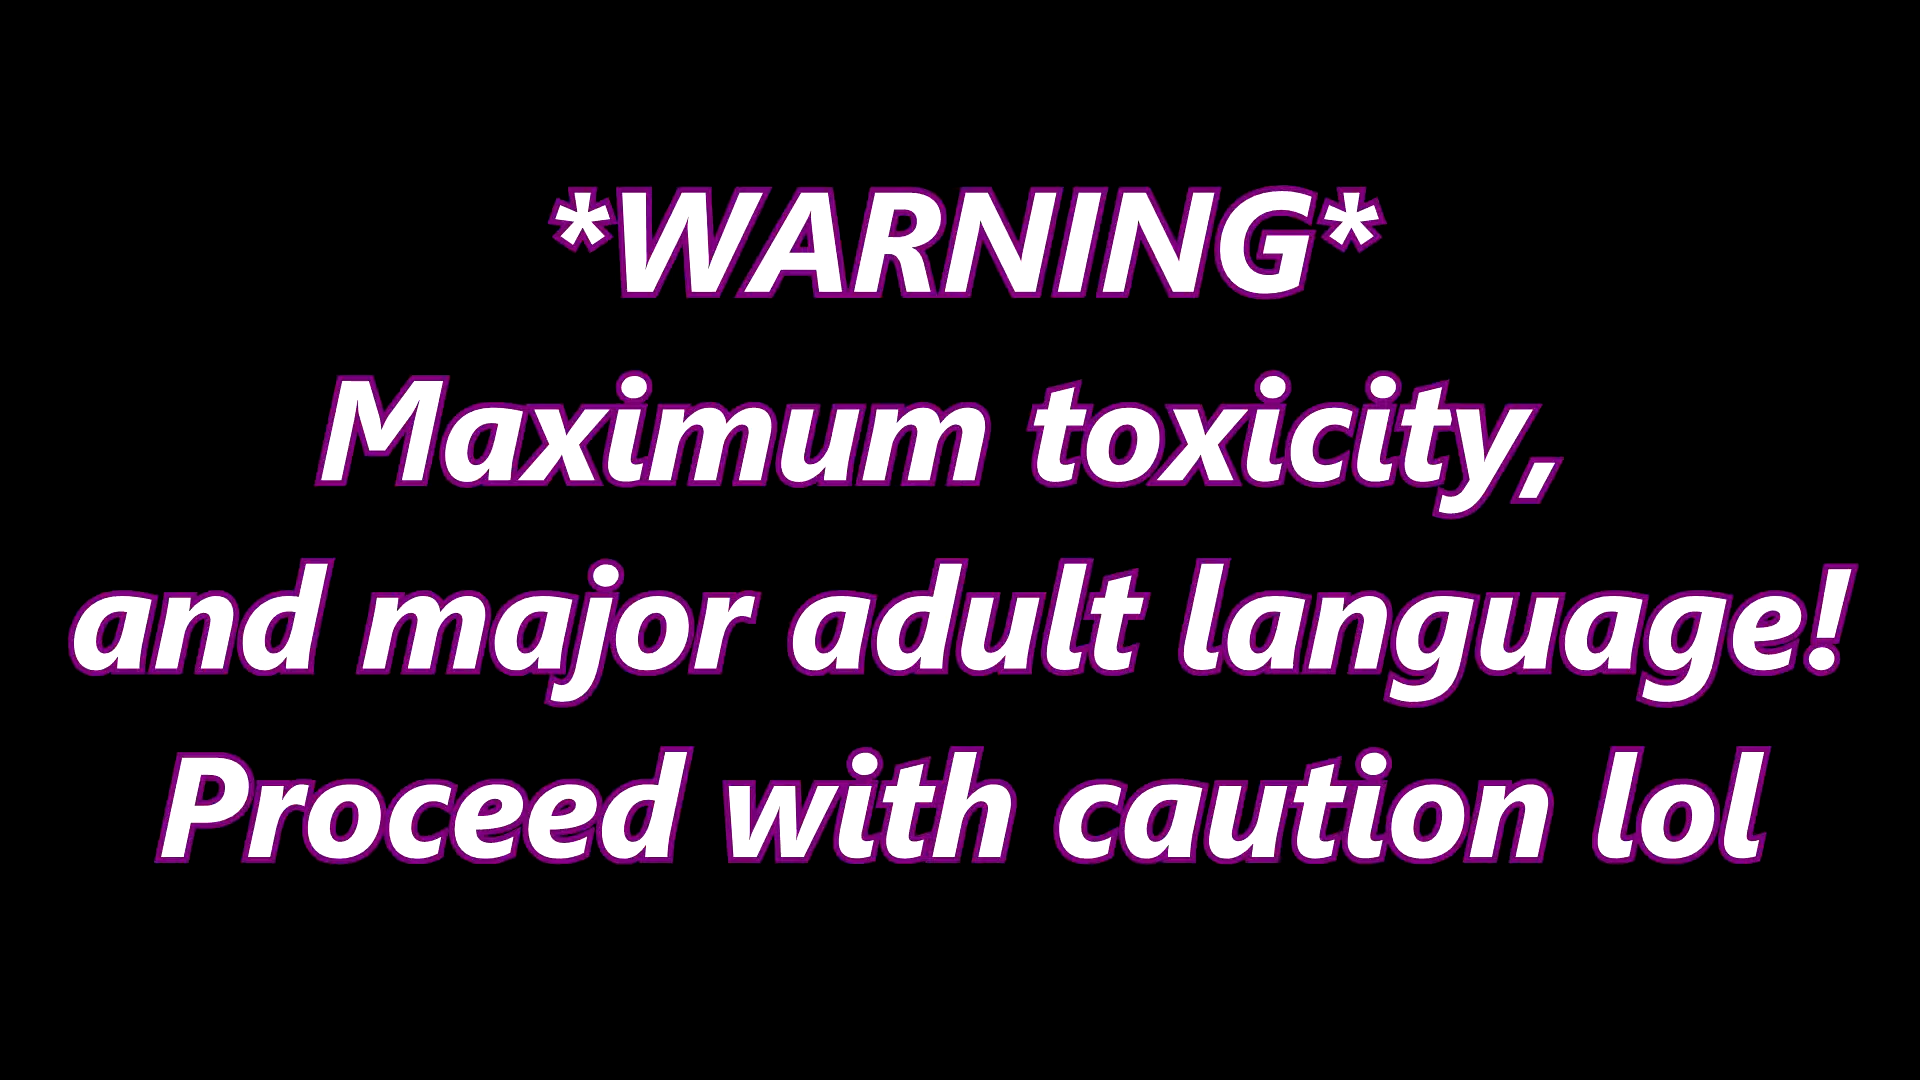 *WARNING*
Maximum toxicity,
and major adult language!
Proceed with caution lol